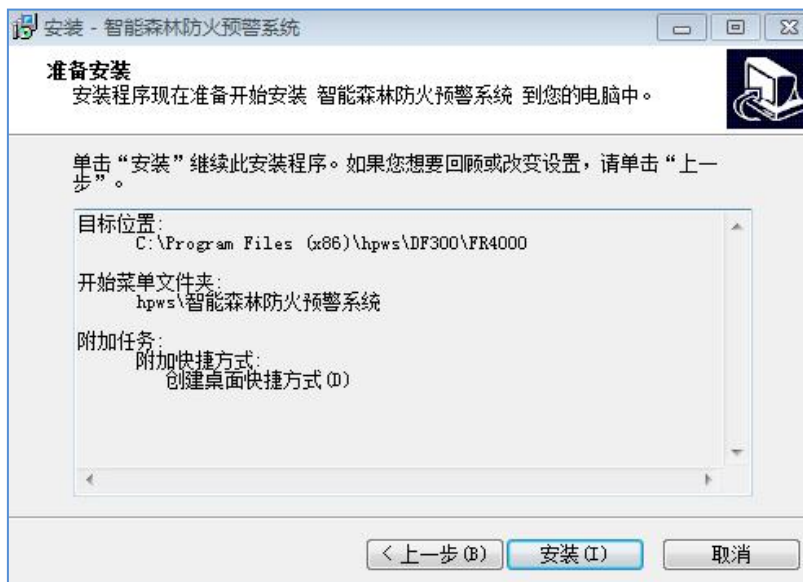 安装 - 智能森林防火预警系统
准备安装
安装程序现在准备开始安装 智能森林防火预警系统 到您的电脑中。
单击“安装”继续此安装程序。如果您想要回顾或改变设置，请单击“上一
步”。
目标位置:
C:\Program Files (x86)\hpws\DF300\FR4000
开始菜单文件夹:
hpws\智能森林防火预警系统
附加任务:
附加快捷方式:
创建桌面快捷方式(D)
< 上一步(B)
安装(I)
取消